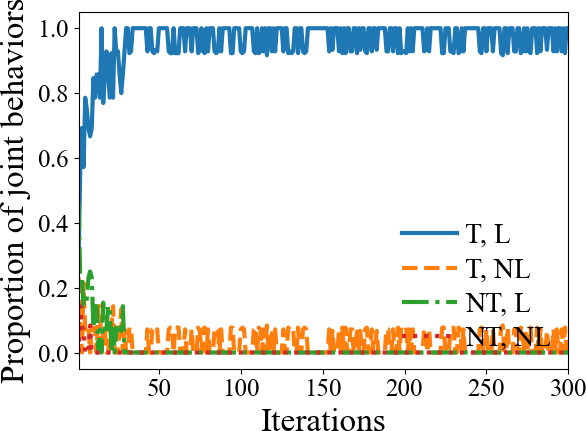 Proportion of joint behaviors
1.0
0.8
0.6
0.4
0.2
0.0
T, L
T, NL
NT, L
NT, NL
50
100
150
200
250
300
Iterations